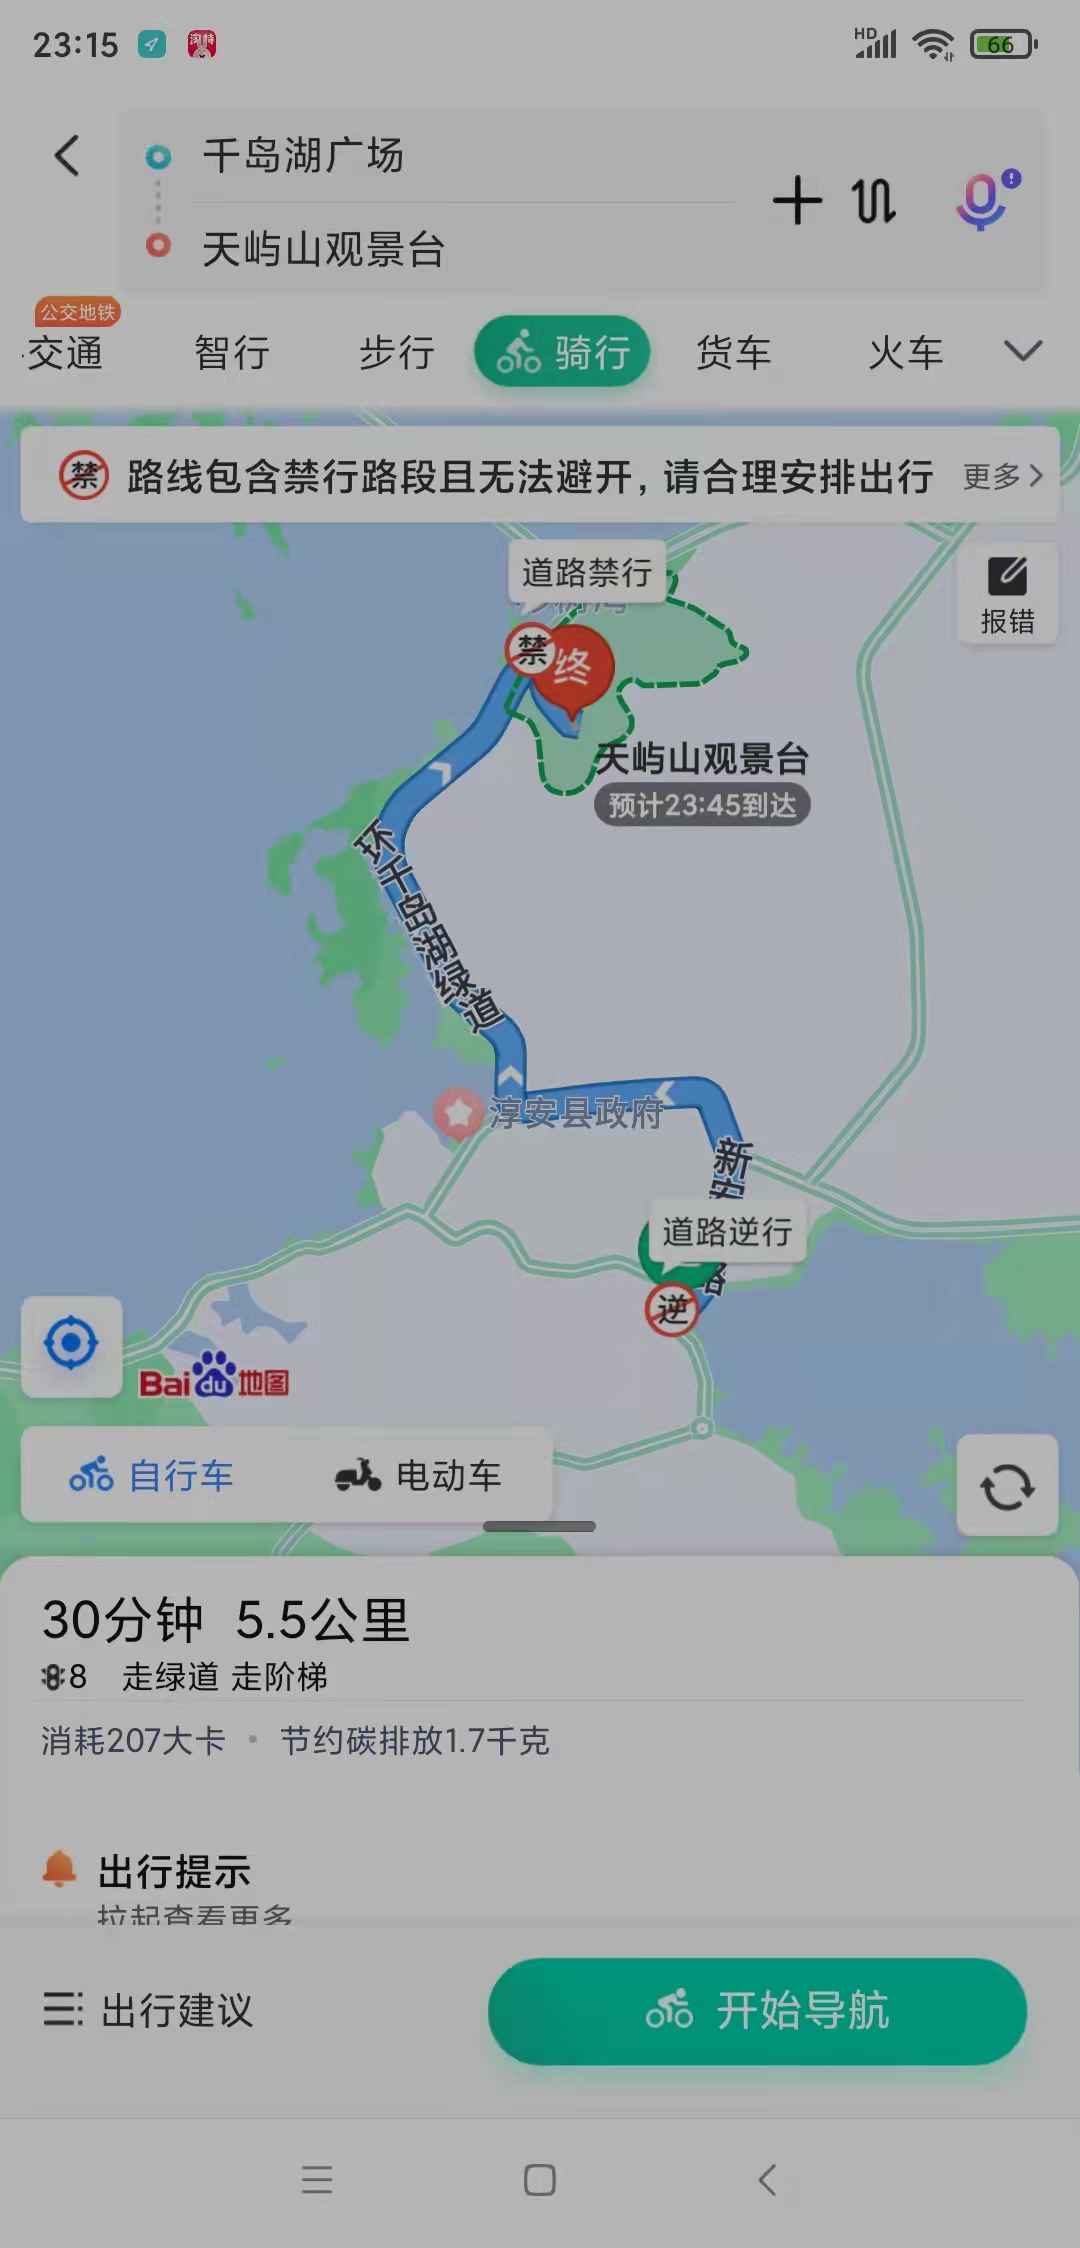 23:15
淘特
HD
66
千岛湖广场
天屿山观景台
公交地铁
交通 智行 步行 骑行 货车 火车
禁 路线包含禁行路段且无法避开，请合理安排出行 更多
道路禁行
报错
禁
终
天屿山观景台
预计23:45到达
环千岛湖绿道
淳安县政府
新安
道路逆行
路
逆
Bai du 地图
自行车 电动车
30分钟 5.5公里
8 走绿道 走阶梯
消耗207大卡 • 节约碳排放1.7千克
出行提示
拉起查看更多
出行建议 开始导航